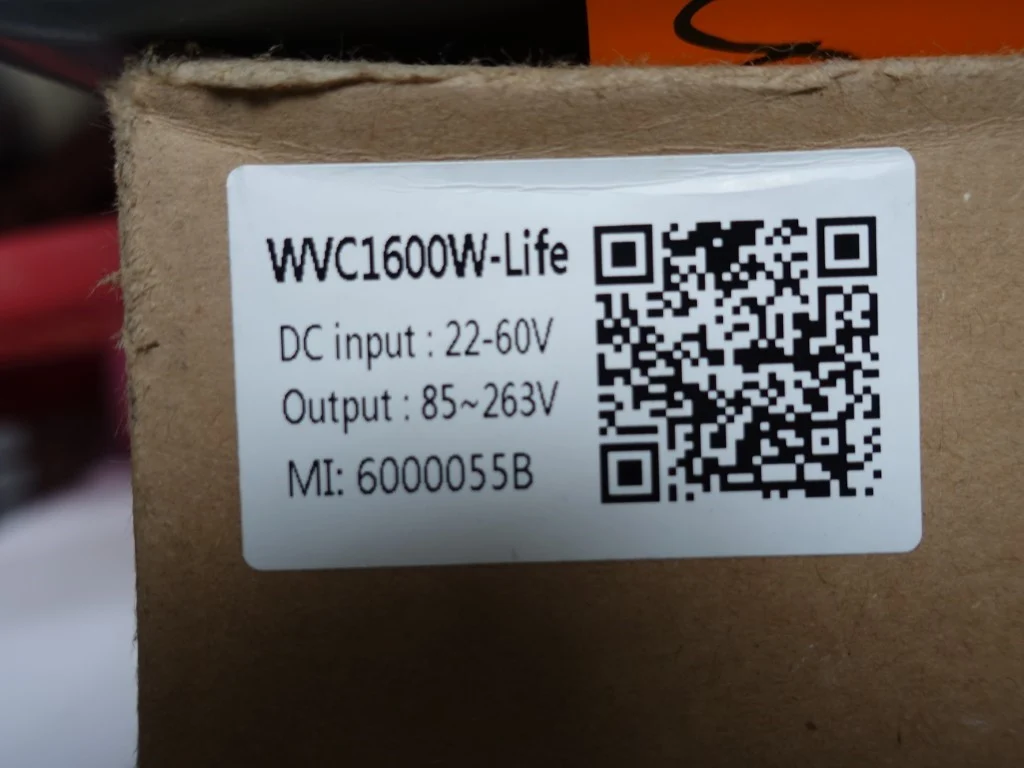 WVC1600W-Life
DC input : 22-60V
Output : 85~263V
MI: 6000055B